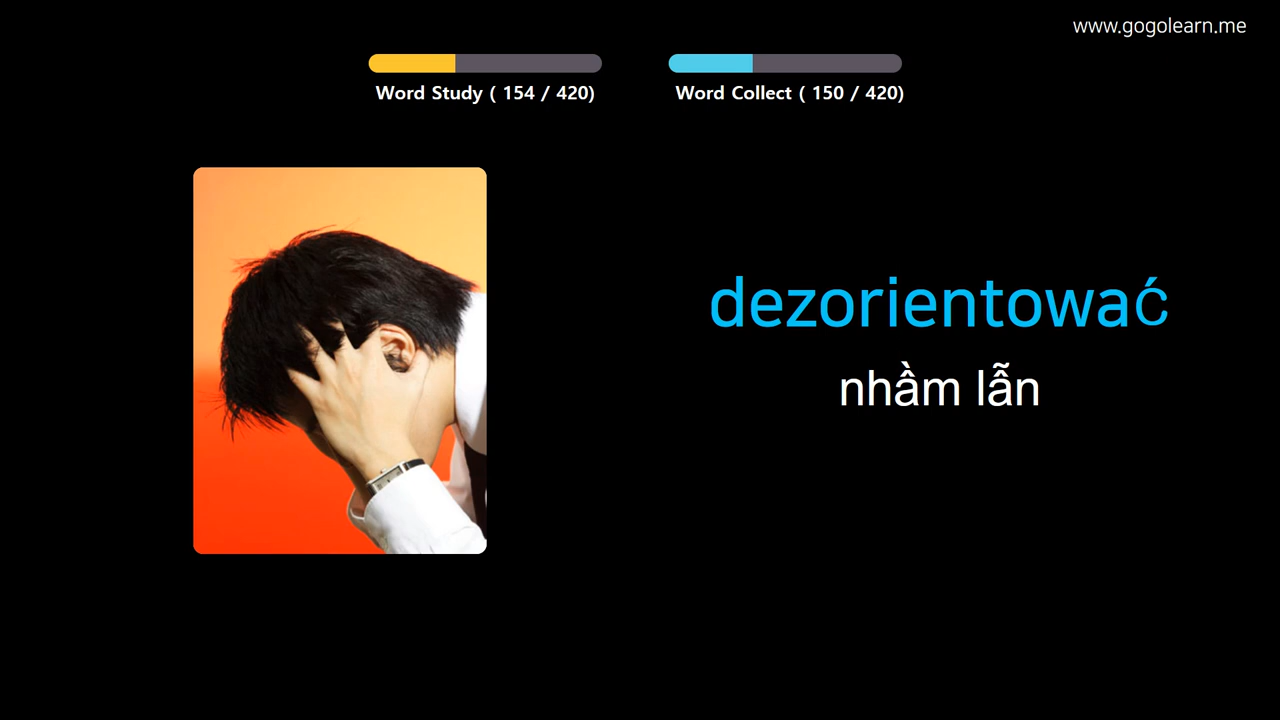 www.gogolearn.me
Word Study ( 154 / 420)
Word Collect ( 150 / 420)
dezorientować
nhầm lẫn